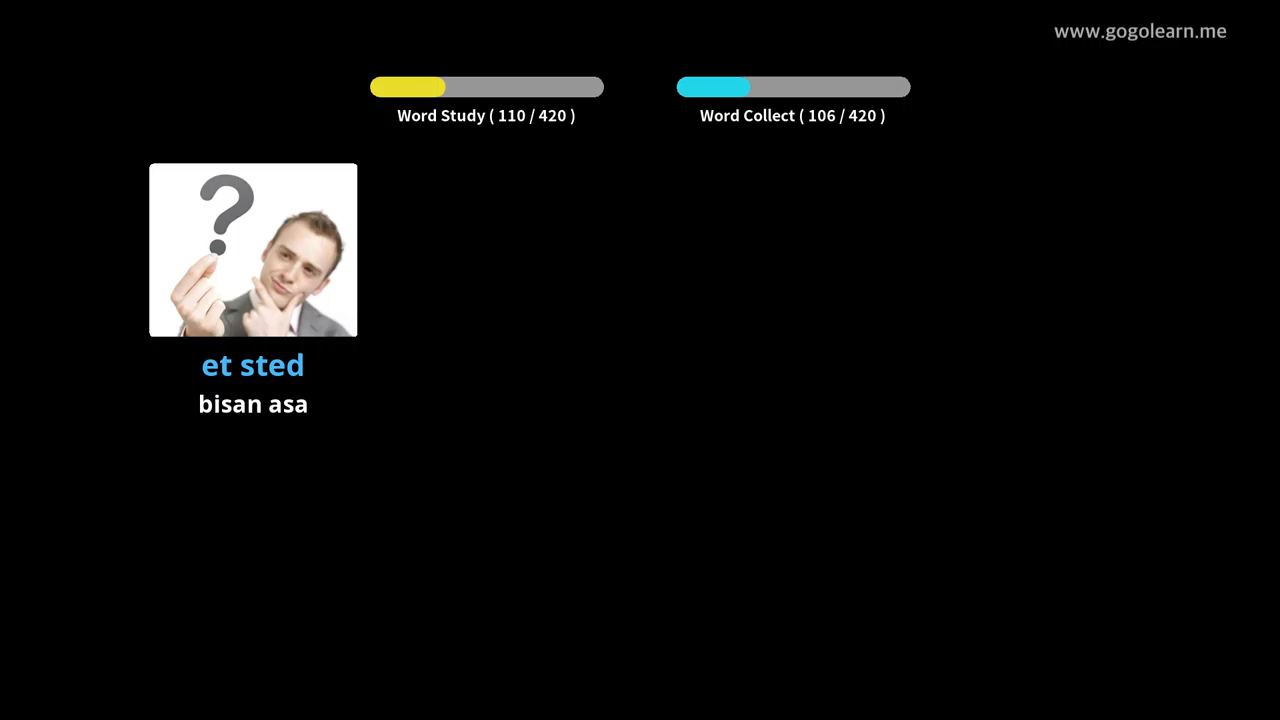 www.gogolearn.me
Word Study ( 110 / 420 )
Word Collect ( 106 / 420 )
?
et sted
bisan asa